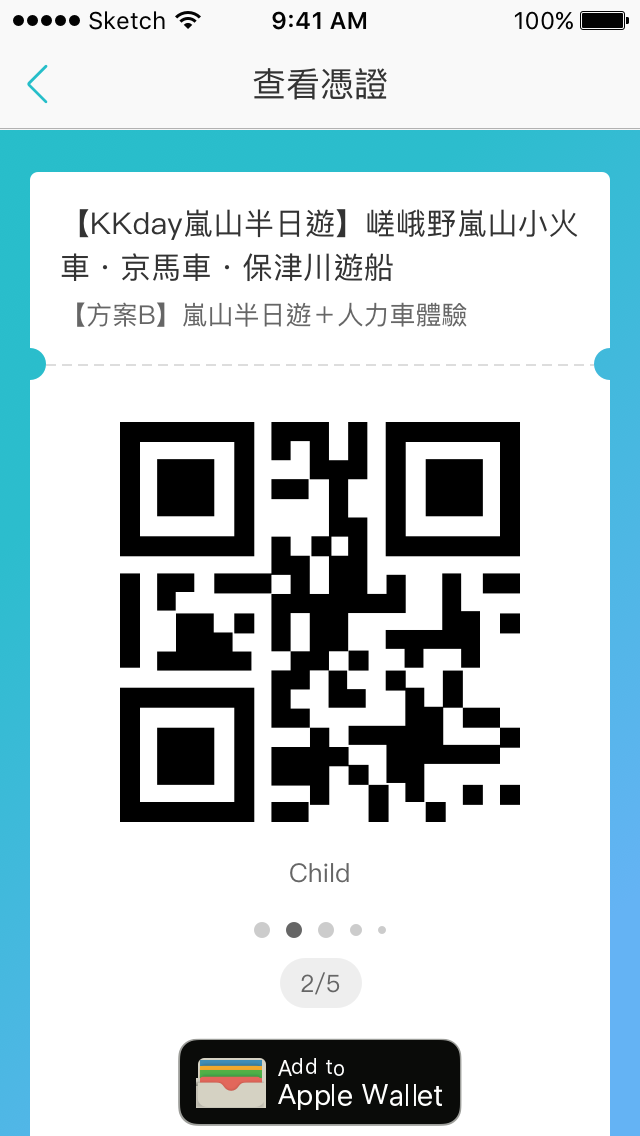 Sketch 9:41 AM 100%
查看憑證
【KKday嵐山半日遊】嵯峨野嵐山小火
車．京馬車．保津川遊船
【方案B】嵐山半日遊＋人力車體驗
Child
2/5
Add to
Apple Wallet